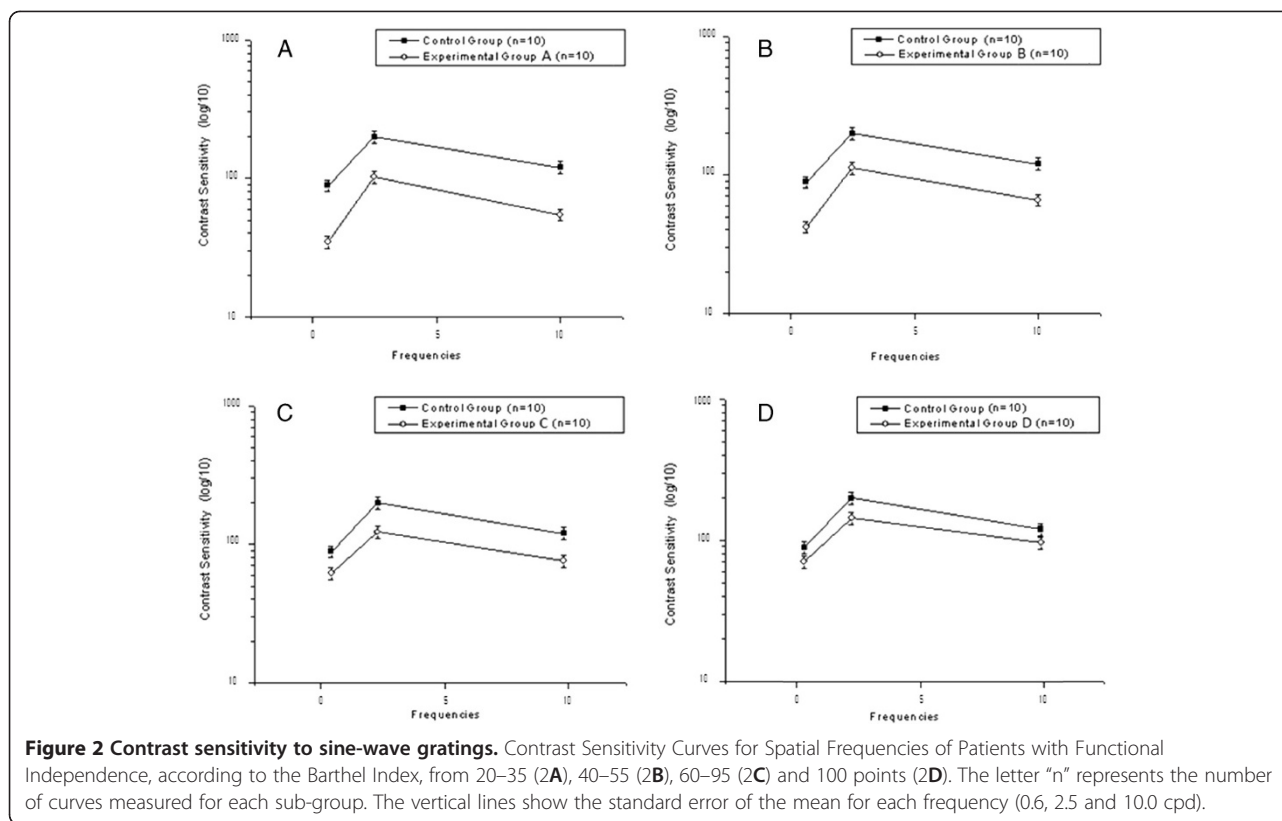 A
Control Group (n=10)
Experimental Group A (n=10)
1000
100
10
Contrast Sensitivity (log/10)
0
5
10
Frequencies
B
Control Group (n=10)
Experimental Group B (n=10)
1000
100
10
Contrast Sensitivity (log/10)
0
5
10
Frequencies
C
Control Group (n=10)
Experimental Group C (n=10)
1000
100
10
Contrast Sensitivity (log/10)
0
5
10
Frequencies
D
Control Group (n=10)
Experimental Group D (n=10)
1000
100
10
Contrast Sensitivity (log/10)
0
5
10
Frequencies
Figure 2 Contrast sensitivity to sine-wave gratings. Contrast Sensitivity Curves for Spatial Frequencies of Patients with Functional
Independence, according to the Barthel Index, from 20–35 (2A), 40–55 (2B), 60–95 (2C) and 100 points (2D). The letter “n” represents the number
of curves measured for each sub-group. The vertical lines show the standard error of the mean for each frequency (0.6, 2.5 and 10.0 cpd).